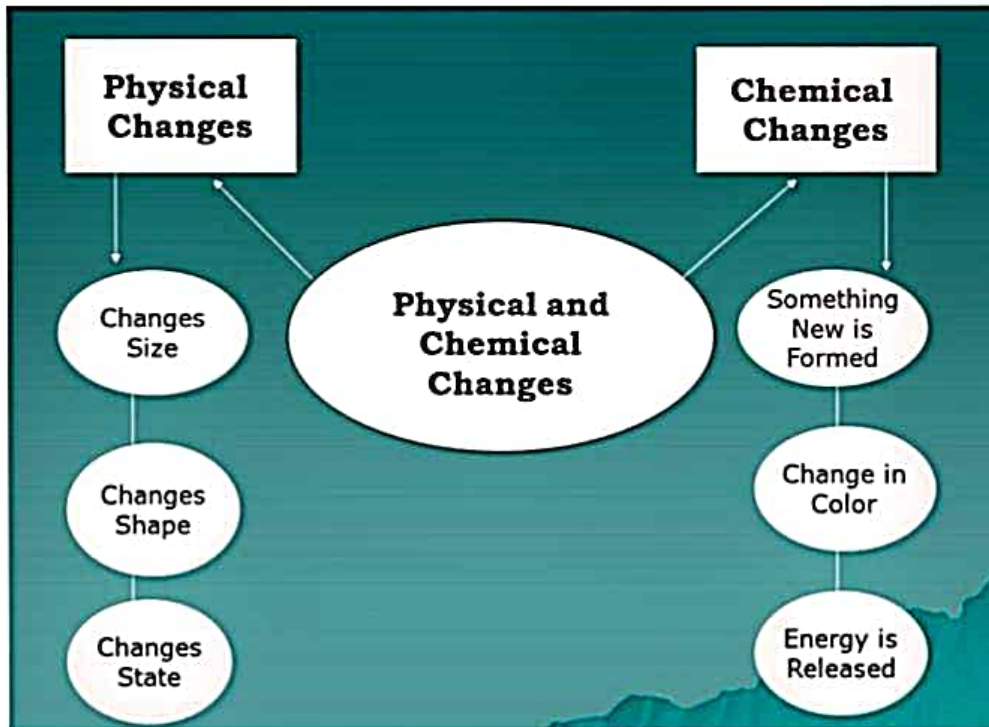 Physical
Changes
Chemical
Changes
Physical and
Chemical
Changes
Changes
Size
Changes
Shape
Changes
State
Something
New is
Formed
Change in
Color
Energy is
Released